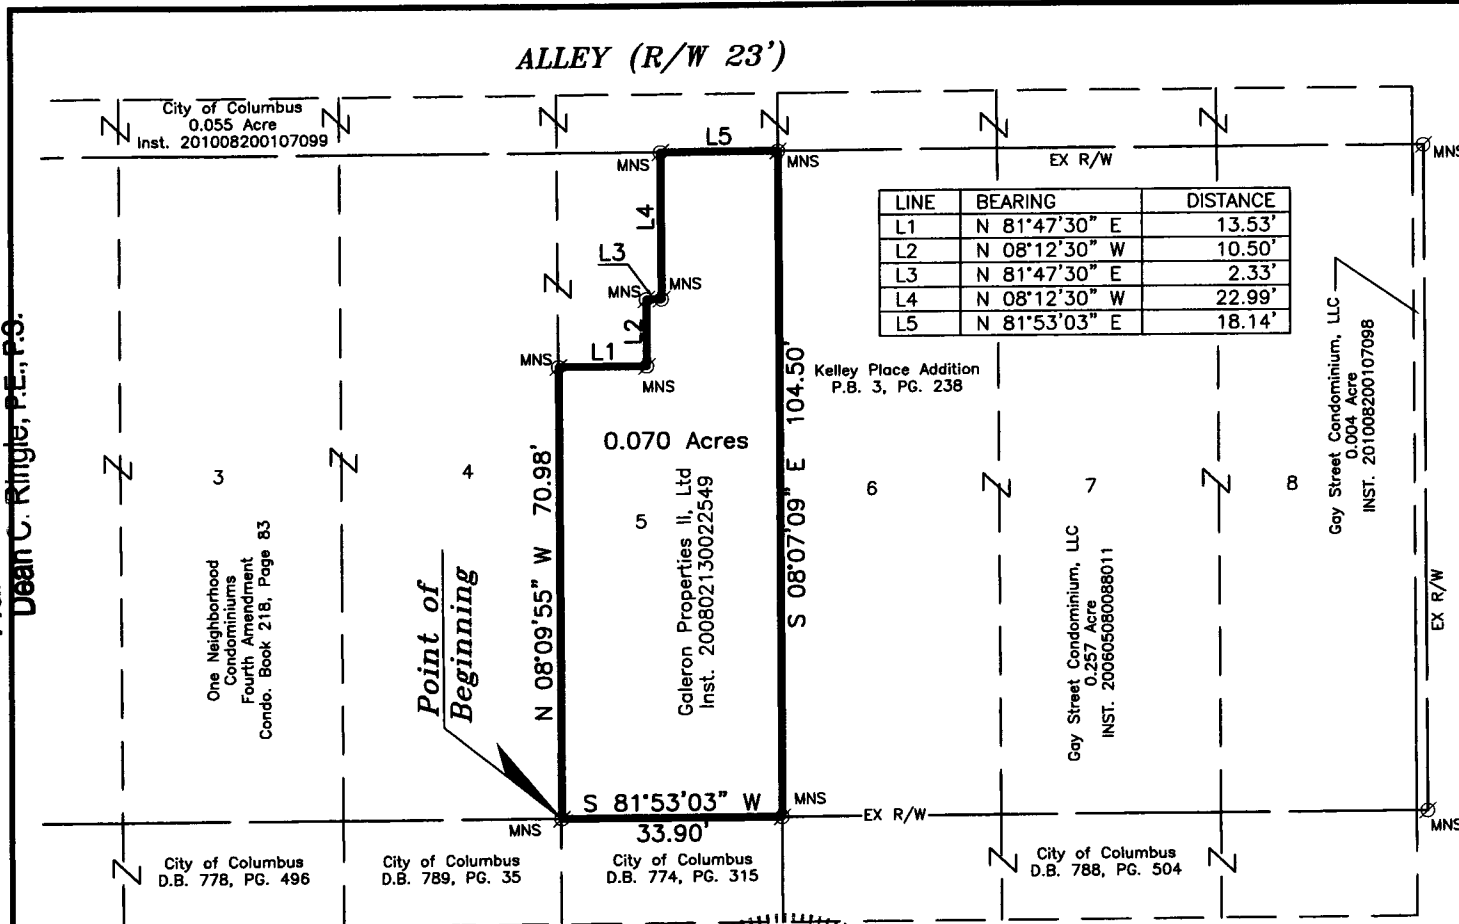 ALLEY (R/W 23')
City of Columbus
0.055 Acre
Inst. 201008200107099
L5
MNS
MNS
EX R/W
MNS
LINE BEARING DISTANCE
L1 N 81°47'30" E 13.53'
L2 N 08°12'30" W 10.50'
L3 N 81°47'30" E 2.33'
L4 N 08°12'30" W 22.99'
L5 N 81°53'03" E 18.14'
L4
L3
MNS
MNS
L2
L1
MNS
MNS
Kelley Place Addition
P.B. 3, PG. 238
Gay Street Condominium, LLC
0.004 Acre
INST. 201008200107098
Dean C. Ringle, P.E., P.S.
0.070 Acres
3
4
5
6
7
8
N 08°09'55" W 70.98'
S 08°07'09" E 104.50'
Galeron Properties II, Ltd
Inst. 200802130022549
One Neighborhood
Condominiums
Fourth Amendment
Condo. Book 218, Page 83
Point of
Beginning
Gay Street Condominium, LLC
0.257 Acre
INST. 200605080088011
EX R/W
S 81°53'03" W
33.90'
MNS
MNS
EX R/W
MNS
City of Columbus
D.B. 778, PG. 496
City of Columbus
D.B. 789, PG. 35
City of Columbus
D.B. 774, PG. 315
City of Columbus
D.B. 788, PG. 504